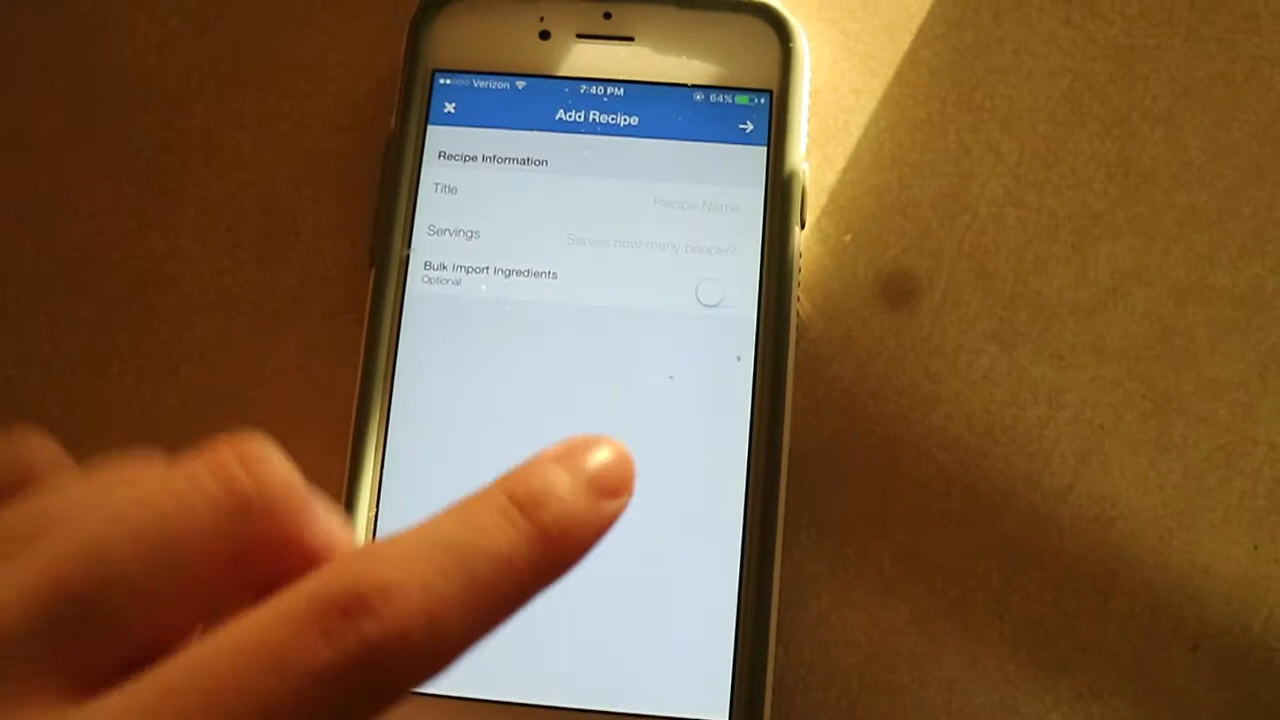 Verizon 7:40 PM 64%
Add Recipe
Recipe Information
Title Recipe Name
Servings Serves how many people?
Bulk Import Ingredients
Optional